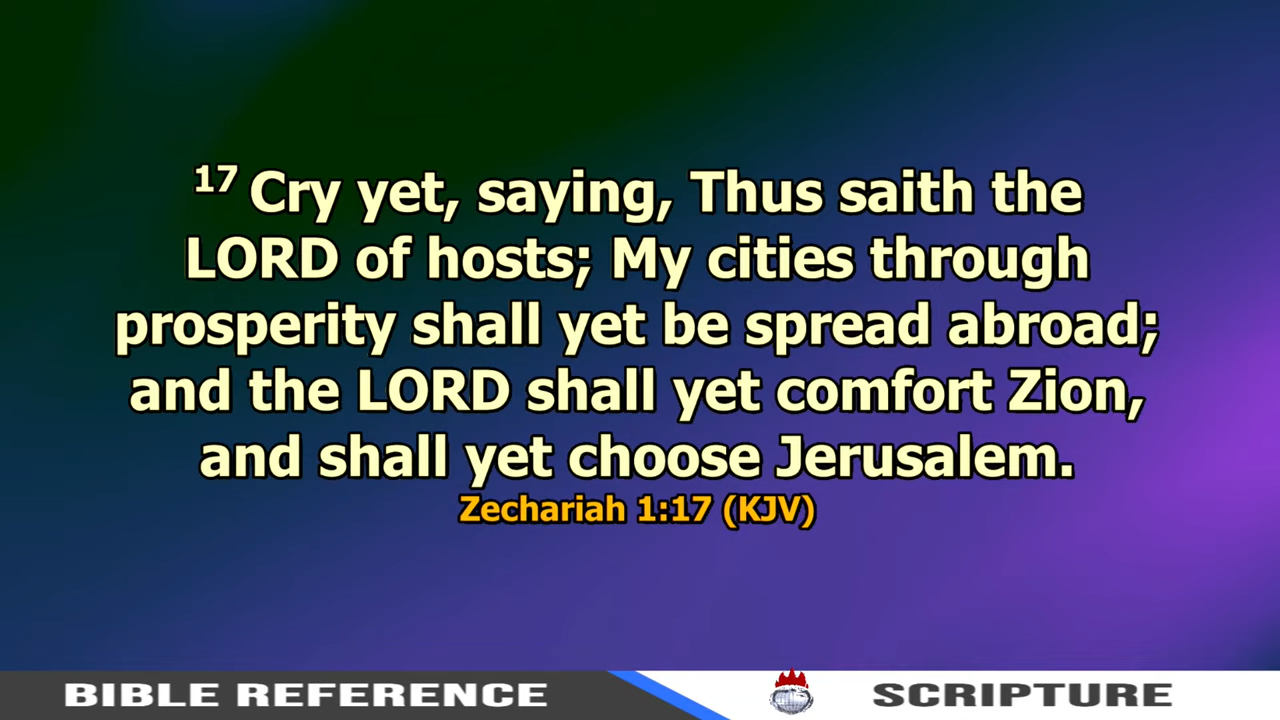 17 Cry yet, saying, Thus saith the
LORD of hosts; My cities through
prosperity shall yet be spread abroad;
and the LORD shall yet comfort Zion,
and shall yet choose Jerusalem.
Zechariah 1:17 (KJV)
BIBLE REFERENCE
SCRIPTURE